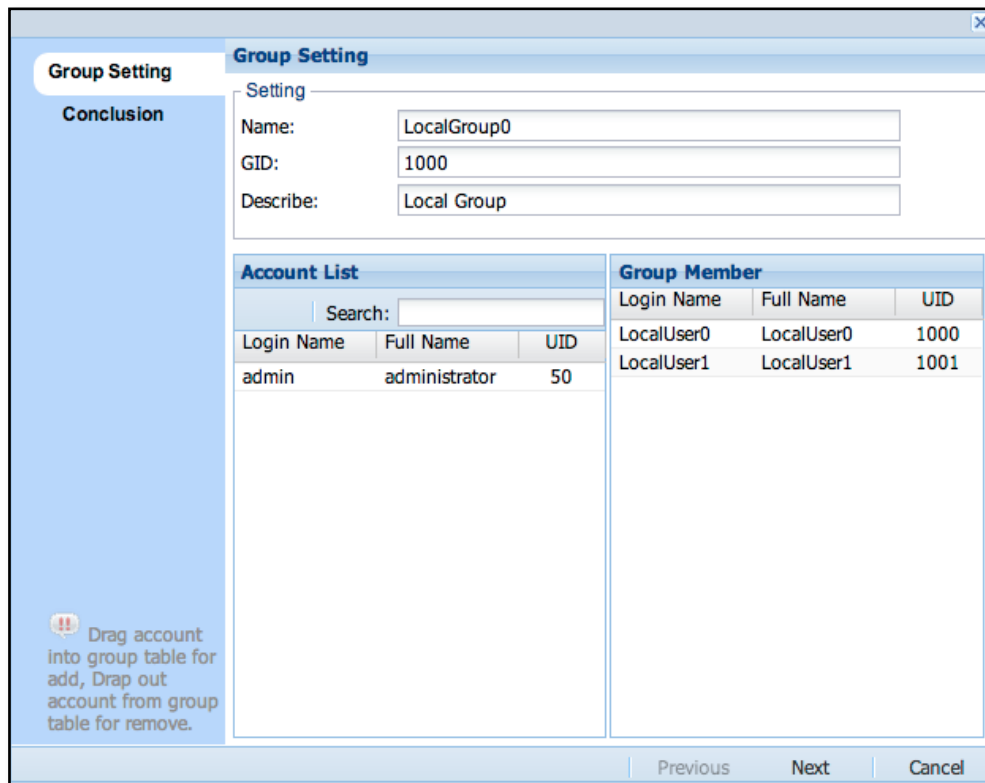 Group Setting
Conclusion
Drag account
into group table for
add, Drap out
account from group
table for remove.
Group Setting
Setting
Name: LocalGroup0
GID: 1000
Describe: Local Group
Account List
Search:
Login Name Full Name UID
admin administrator 50
Group Member
Login Name Full Name UID
LocalUser0 LocalUser0 1000
LocalUser1 LocalUser1 1001
Previous Next Cancel